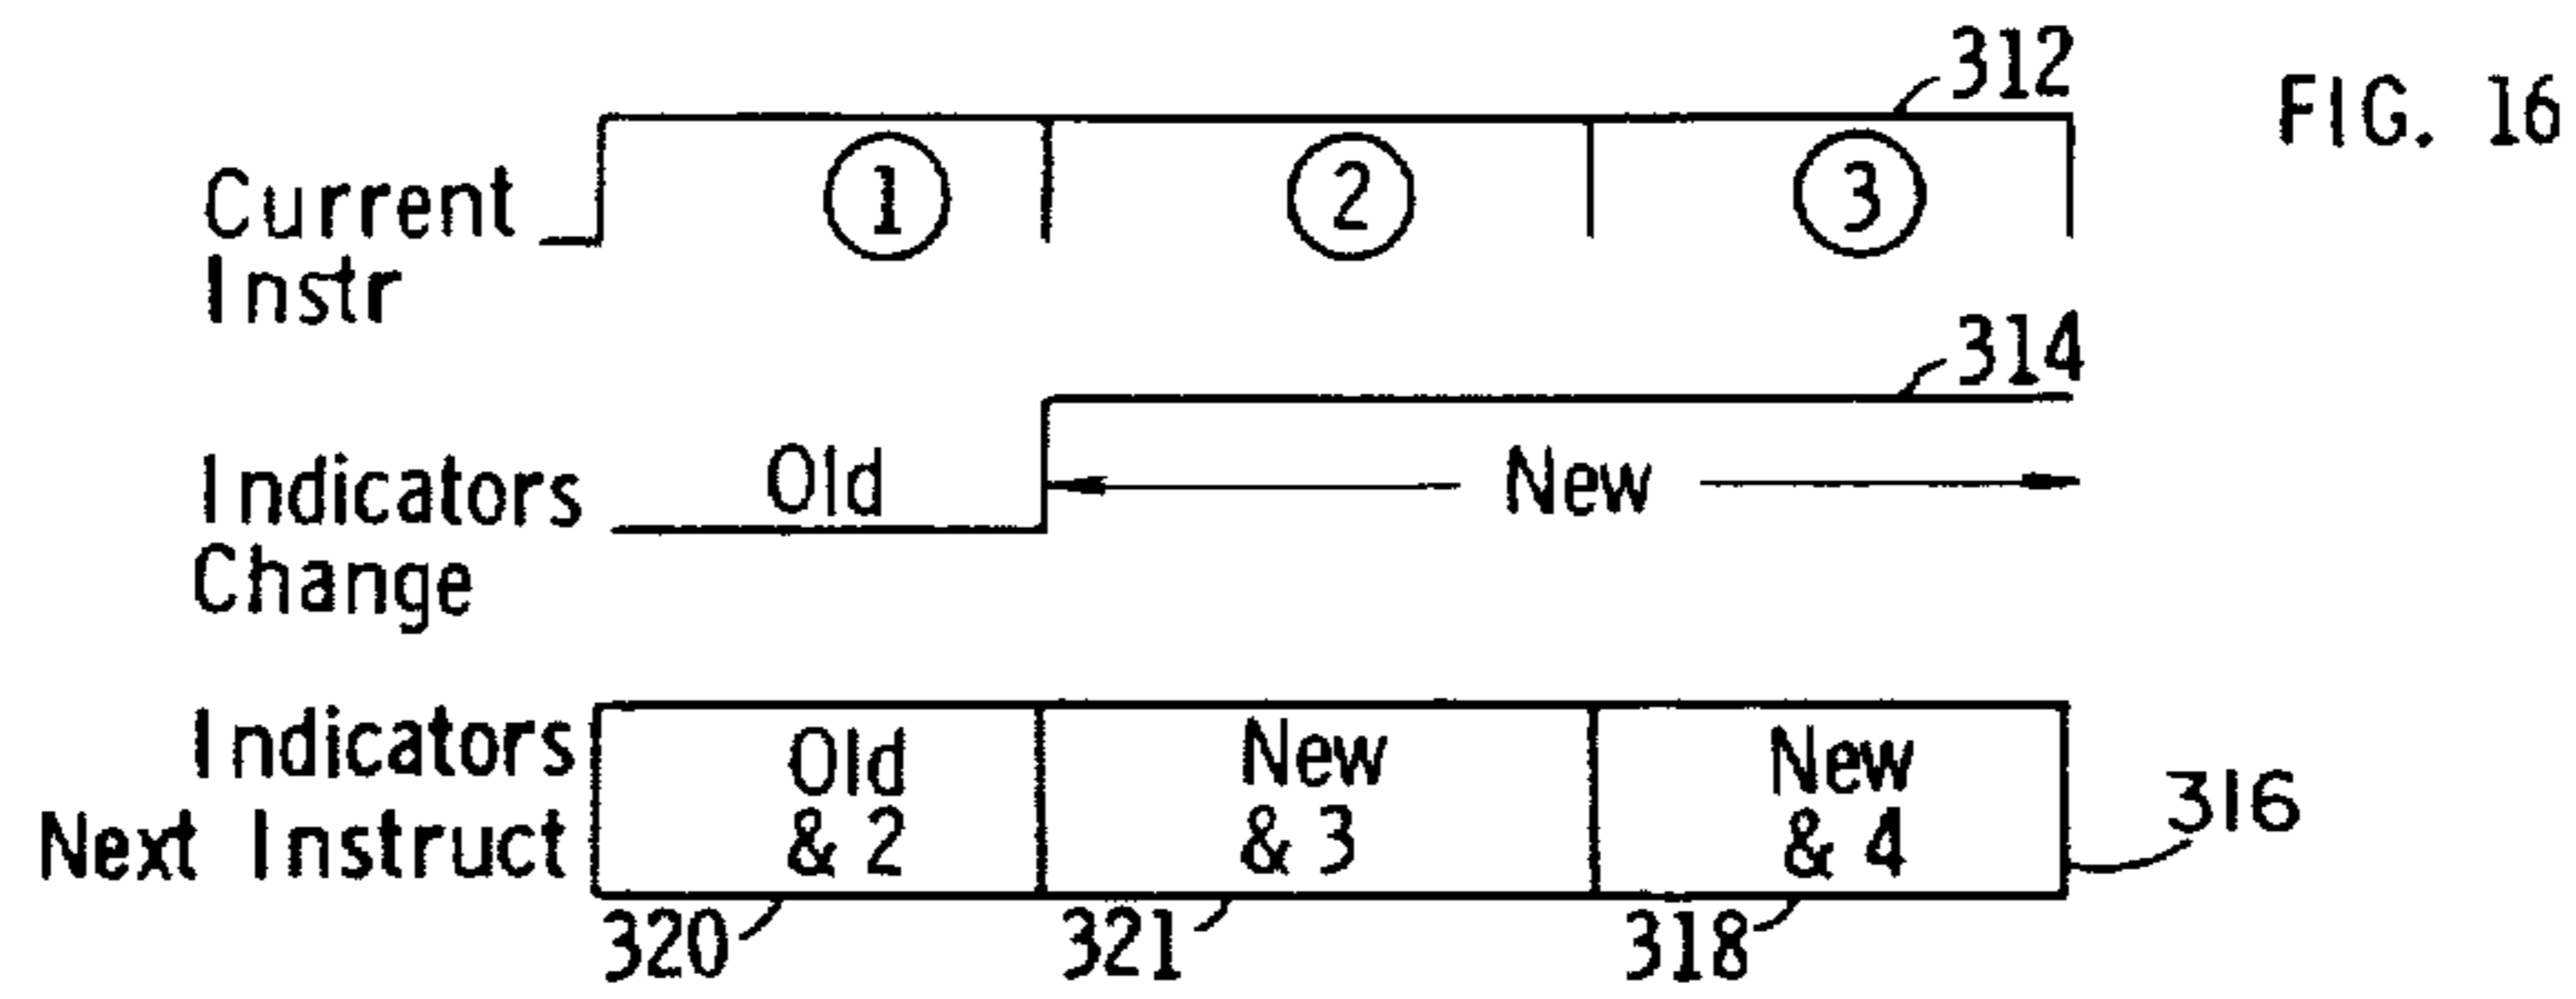 312
FIG. 16
Current
Instr
1
2
3
314
Indicators
Change
Old
New
Indicators
Next Instruct
Old
& 2
New
& 3
New
& 4
316
320
321
318